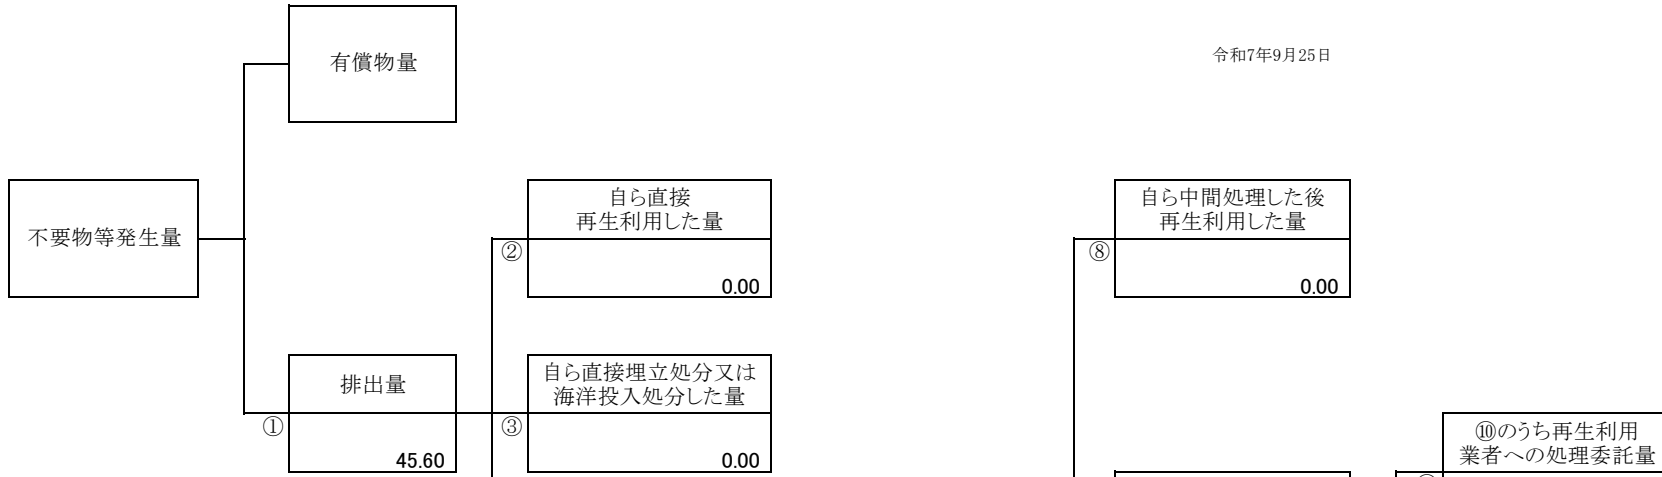 有償物量
令和7年9月25日
不要物等発生量
自ら直接
再生利用した量
②
0.00
自ら中間処理した後
再生利用した量
⑧
0.00
排出量
①
45.60
自ら直接埋立処分又は
海洋投入処分した量
③
0.00
⑩のうち再生利用
業者への処理委託量